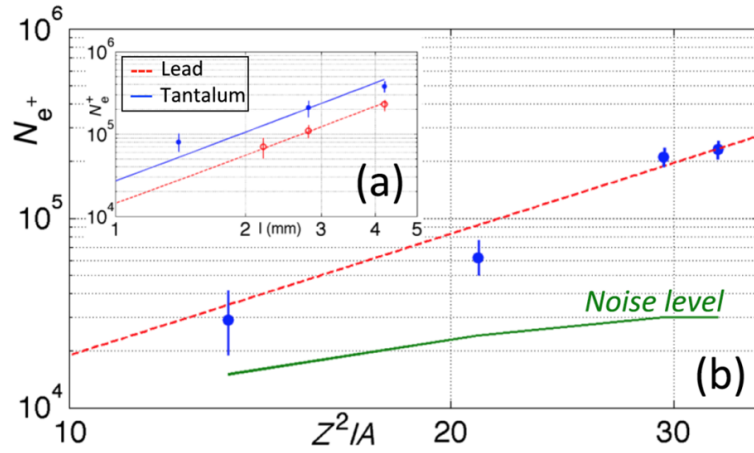 10^6
10^5
10^4
N_e+
10
20
30
Z^2/A
Noise level
(b)
10^6
10^5
10^4
N_e^+
1
2
l (mm)
3
4
5
Lead
Tantalum
(a)